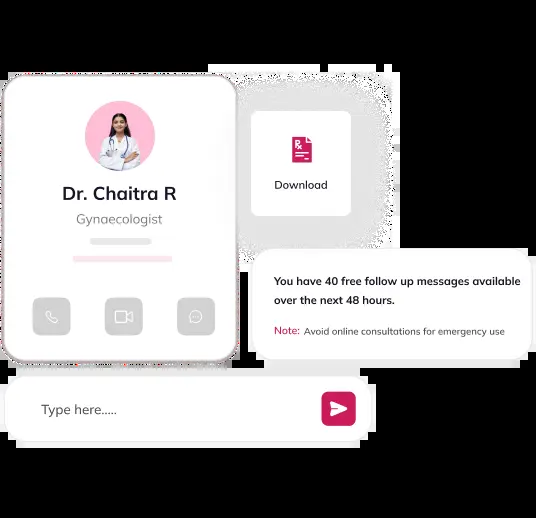 Dr. Chaitra R
Gynaecologist
Rx
Download
You have 40 free follow up messages available
over the next 48 hours.
Note: Avoid online consultations for emergency use
Type here.....